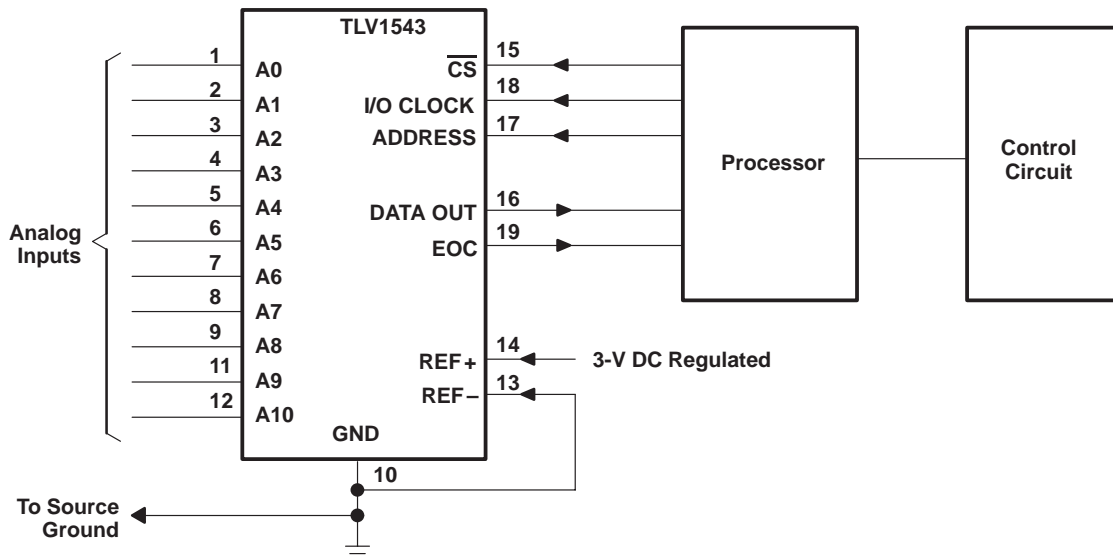 TLV1543
Analog
Inputs
1
A0
2
A1
3
A2
4
A3
5
A4
6
A5
7
A6
8
A7
9
A8
11
A9
12
A10
15
CS
18
I/O CLOCK
17
ADDRESS
16
DATA OUT
19
EOC
14
REF+
3-V DC Regulated
13
REF–
GND
10
To Source
Ground
Processor
Control
Circuit